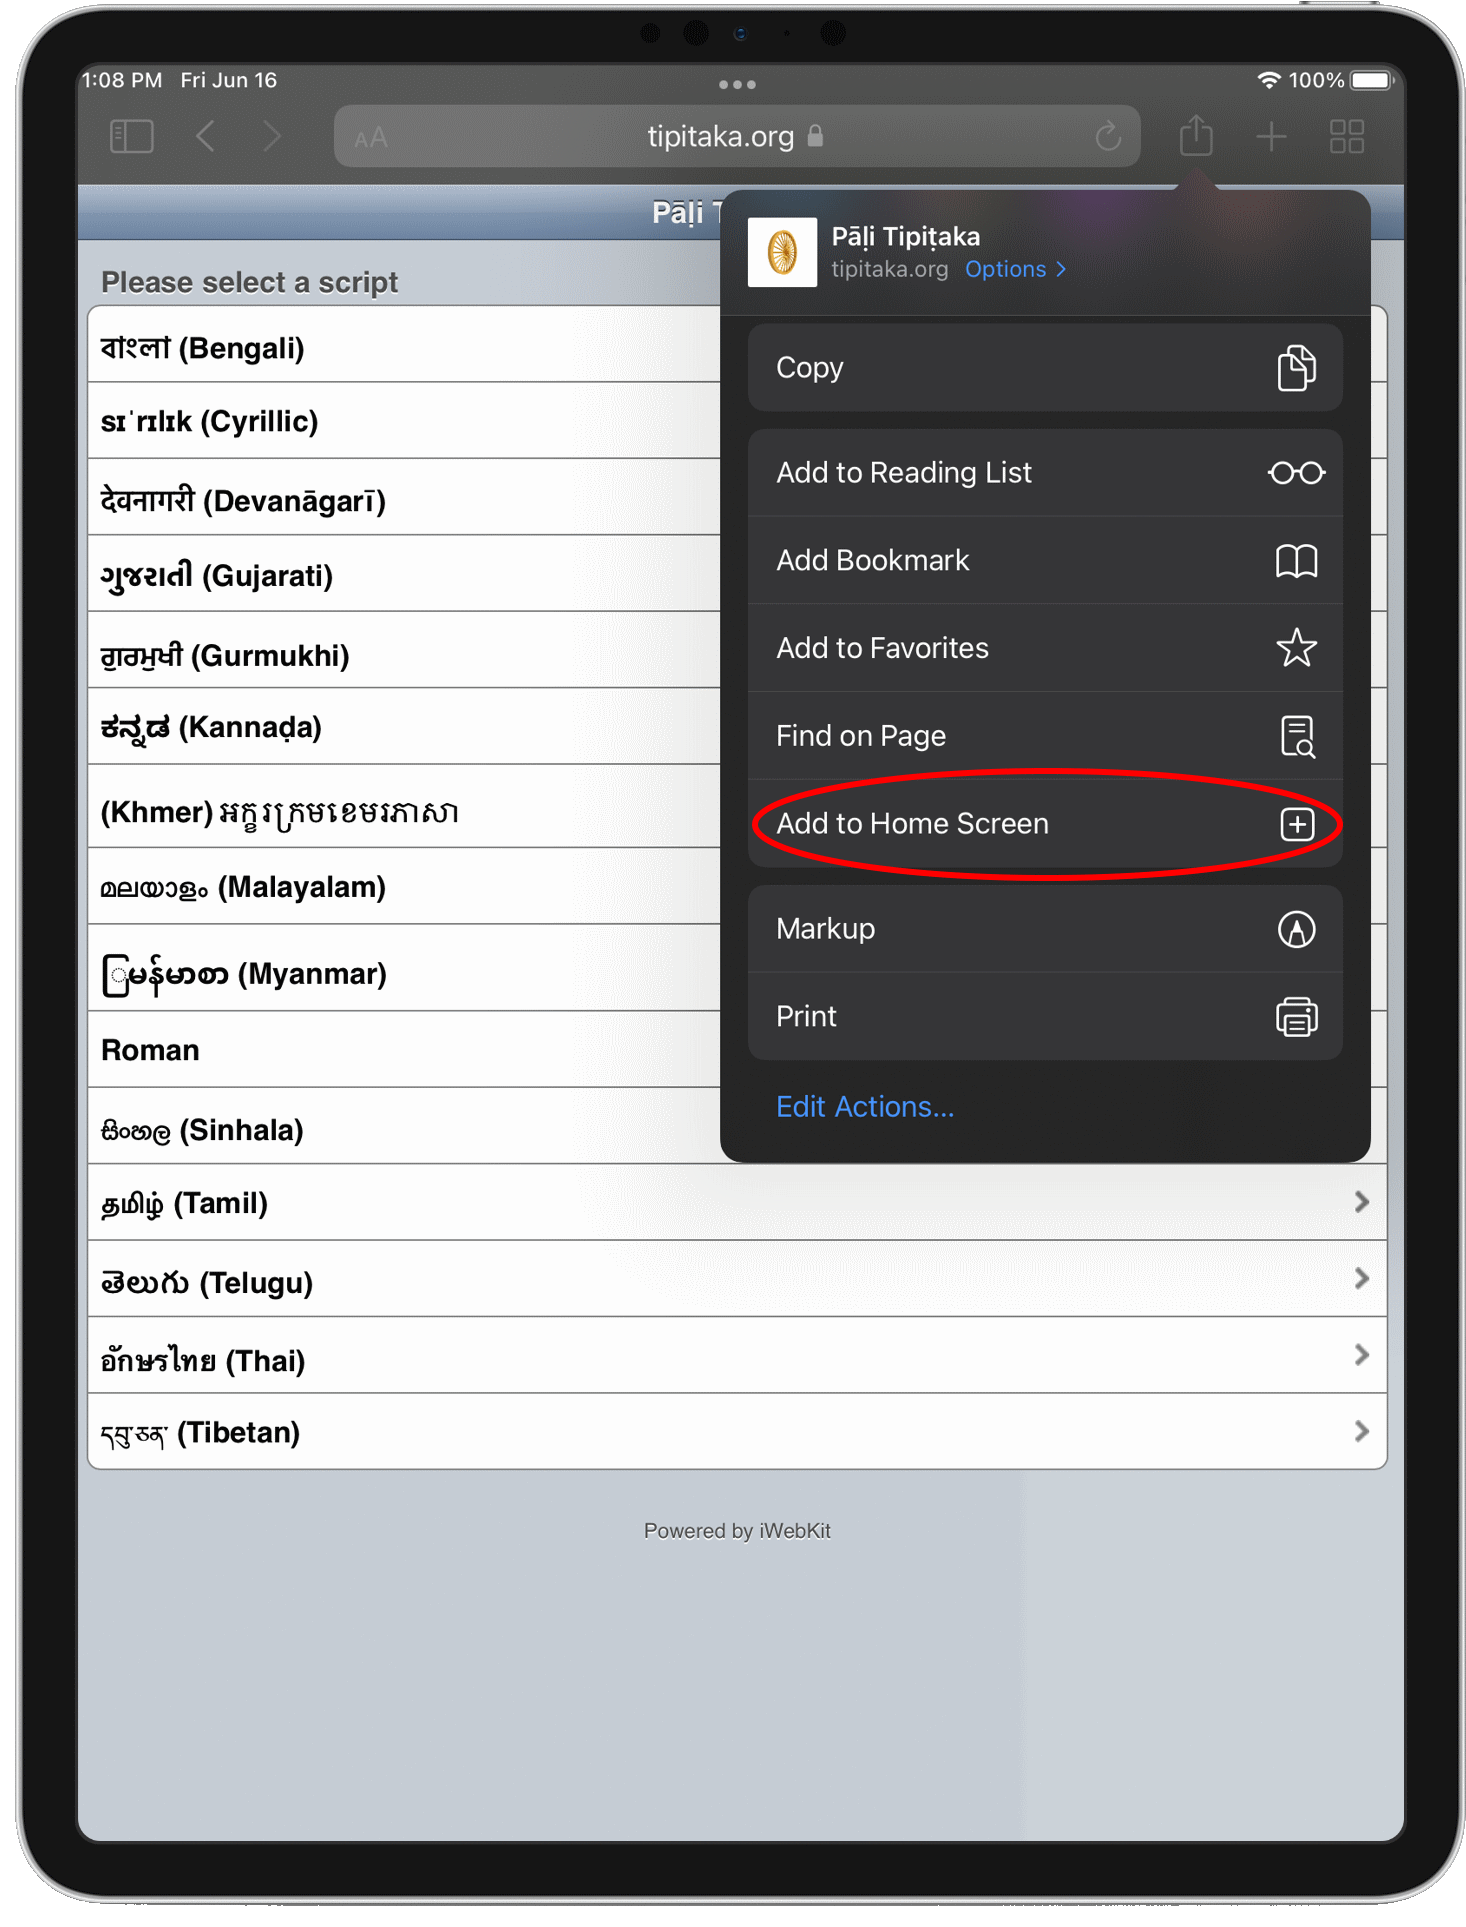 1:08 PM Fri Jun 16
100%
AA
tipitaka.org
Pāḷi T
Pāḷi Tipiṭaka
tipitaka.org Options
Please select a script
বাংলা (Bengali)
sɪˈrɪlɪk (Cyrillic)
देवनागरी (Devanāgarī)
ગુજરાતી (Gujarati)
ਗੁਰਮੁਖੀ (Gurmukhi)
ಕನ್ನಡ (Kannaḍa)
(Khmer) អក្ខរក្រមខេមរភាសា
മലയാളം (Malayalam)
မြန်မာစာ (Myanmar)
Roman
සිංහල (Sinhala)
தமிழ் (Tamil)
తెలుగు (Telugu)
อักษรไทย (Thai)
དབུ་ཅན་ (Tibetan)
Copy
Add to Reading List
Add Bookmark
Add to Favorites
Find on Page
Add to Home Screen
Markup
Print
Edit Actions...
Powered by iWebKit